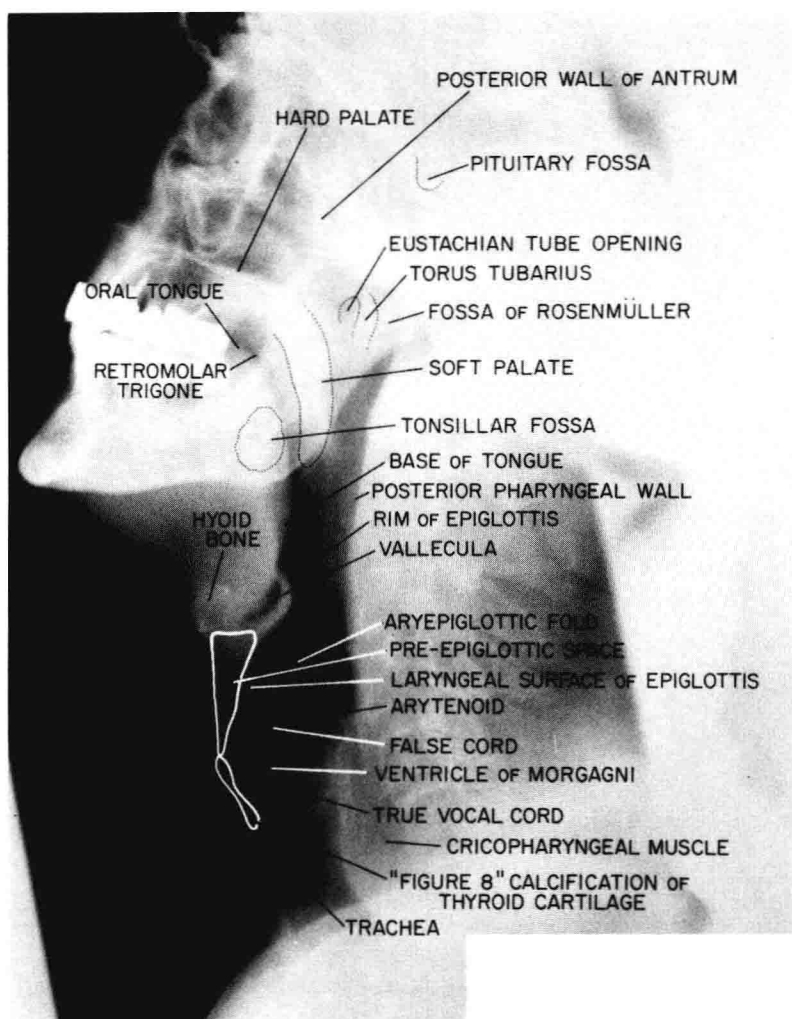 POSTERIOR WALL OF ANTRUM
HARD PALATE
PITUITARY FOSSA
EUSTACHIAN TUBE OPENING
TORUS TUBARIUS
ORAL TONGUE
FOSSA OF ROSENMÜLLER
RETROMOLAR
TRIGONE
SOFT PALATE
TONSILLAR FOSSA
BASE OF TONGUE
POSTERIOR PHARYNGEAL WALL
HYOID
BONE
RIM OF EPIGLOTTIS
VALLECULA
ARYEPIGLOTTIC FOLD
PRE-EPIGLOTTIC SPACE
LARYNGEAL SURFACE OF EPIGLOTTIS
ARYTENOID
FALSE CORD
VENTRICLE OF MORGAGNI
TRUE VOCAL CORD
CRICOPHARYNGEAL MUSCLE
"FIGURE 8" CALCIFICATION OF
THYROID CARTILAGE
TRACHEA